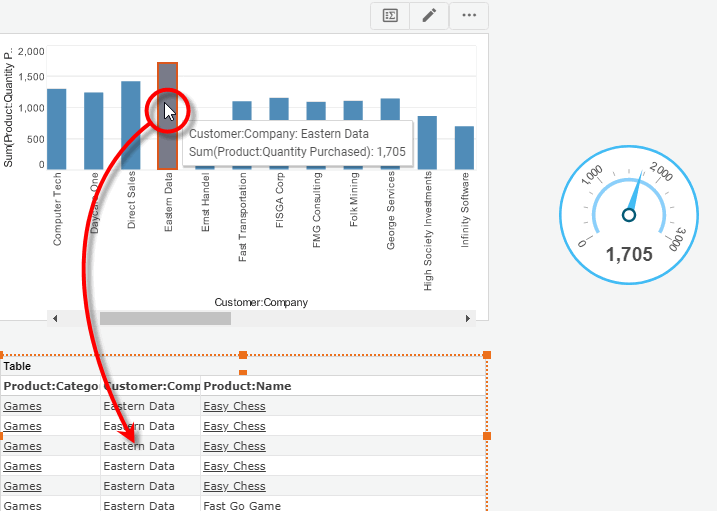 Sum(Product:Quantity P..
2,000
1,500
1,000
500
0
Customer:Company: Eastern Data
Sum(Product:Quantity Purchased): 1,705
Computer Tech
Daycare One
Direct Sales
Eastern Data
Ernst Handel
Fast Transportation
FISGA Corp
FMG Consulting
Folk Mining
George Services
High Society Investments
Infinity Software
Customer:Company
0
1,000
2,000
3,000
1,705
Table
Product:Catego Customer:Comp Product:Name
Games Eastern Data Easy Chess
Games Eastern Data Easy Chess
Games Eastern Data Easy Chess
Games Eastern Data Easy Chess
Games Eastern Data Easy Chess
Games Eastern Data Fast Go Game